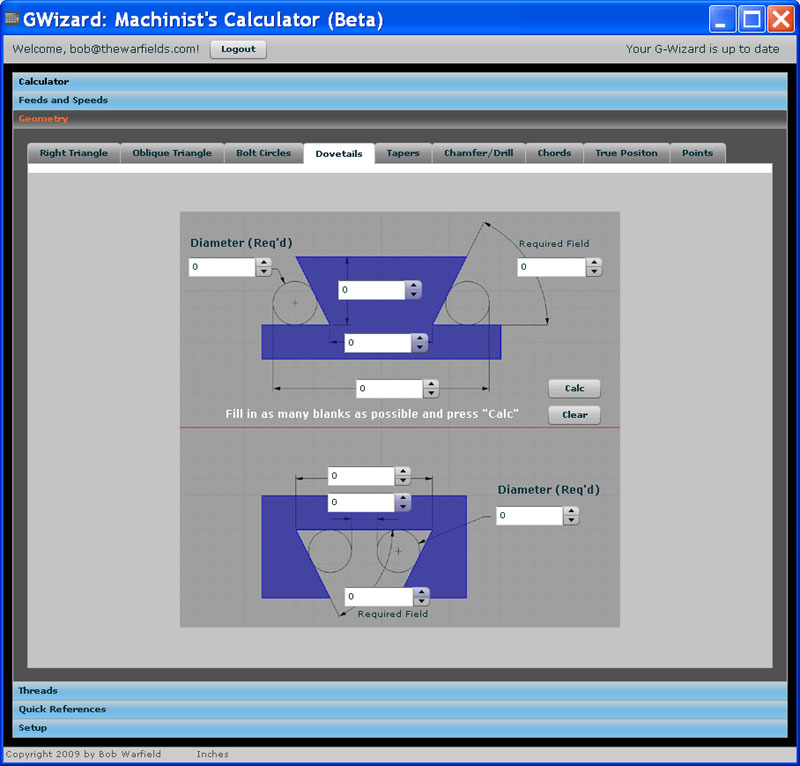 GWizard: Machinist's Calculator (Beta)
Welcome, bob@thewarfields.com! Logout Your G-Wizard is up to date
Calculator
Feeds and Speeds
Geometry
Right Triangle Oblique Triangle Bolt Circles Dovetails Tapers Chamfer/Drill Chords True Positon Points
Diameter (Req'd) Required Field
0 0
0
0
0 Calc
Fill in as many blanks as possible and press "Calc" Clear
0
0 Diameter (Req'd)
0
0
Required Field
Threads
Quick References
Setup
Copyright 2009 by Bob Warfield Inches